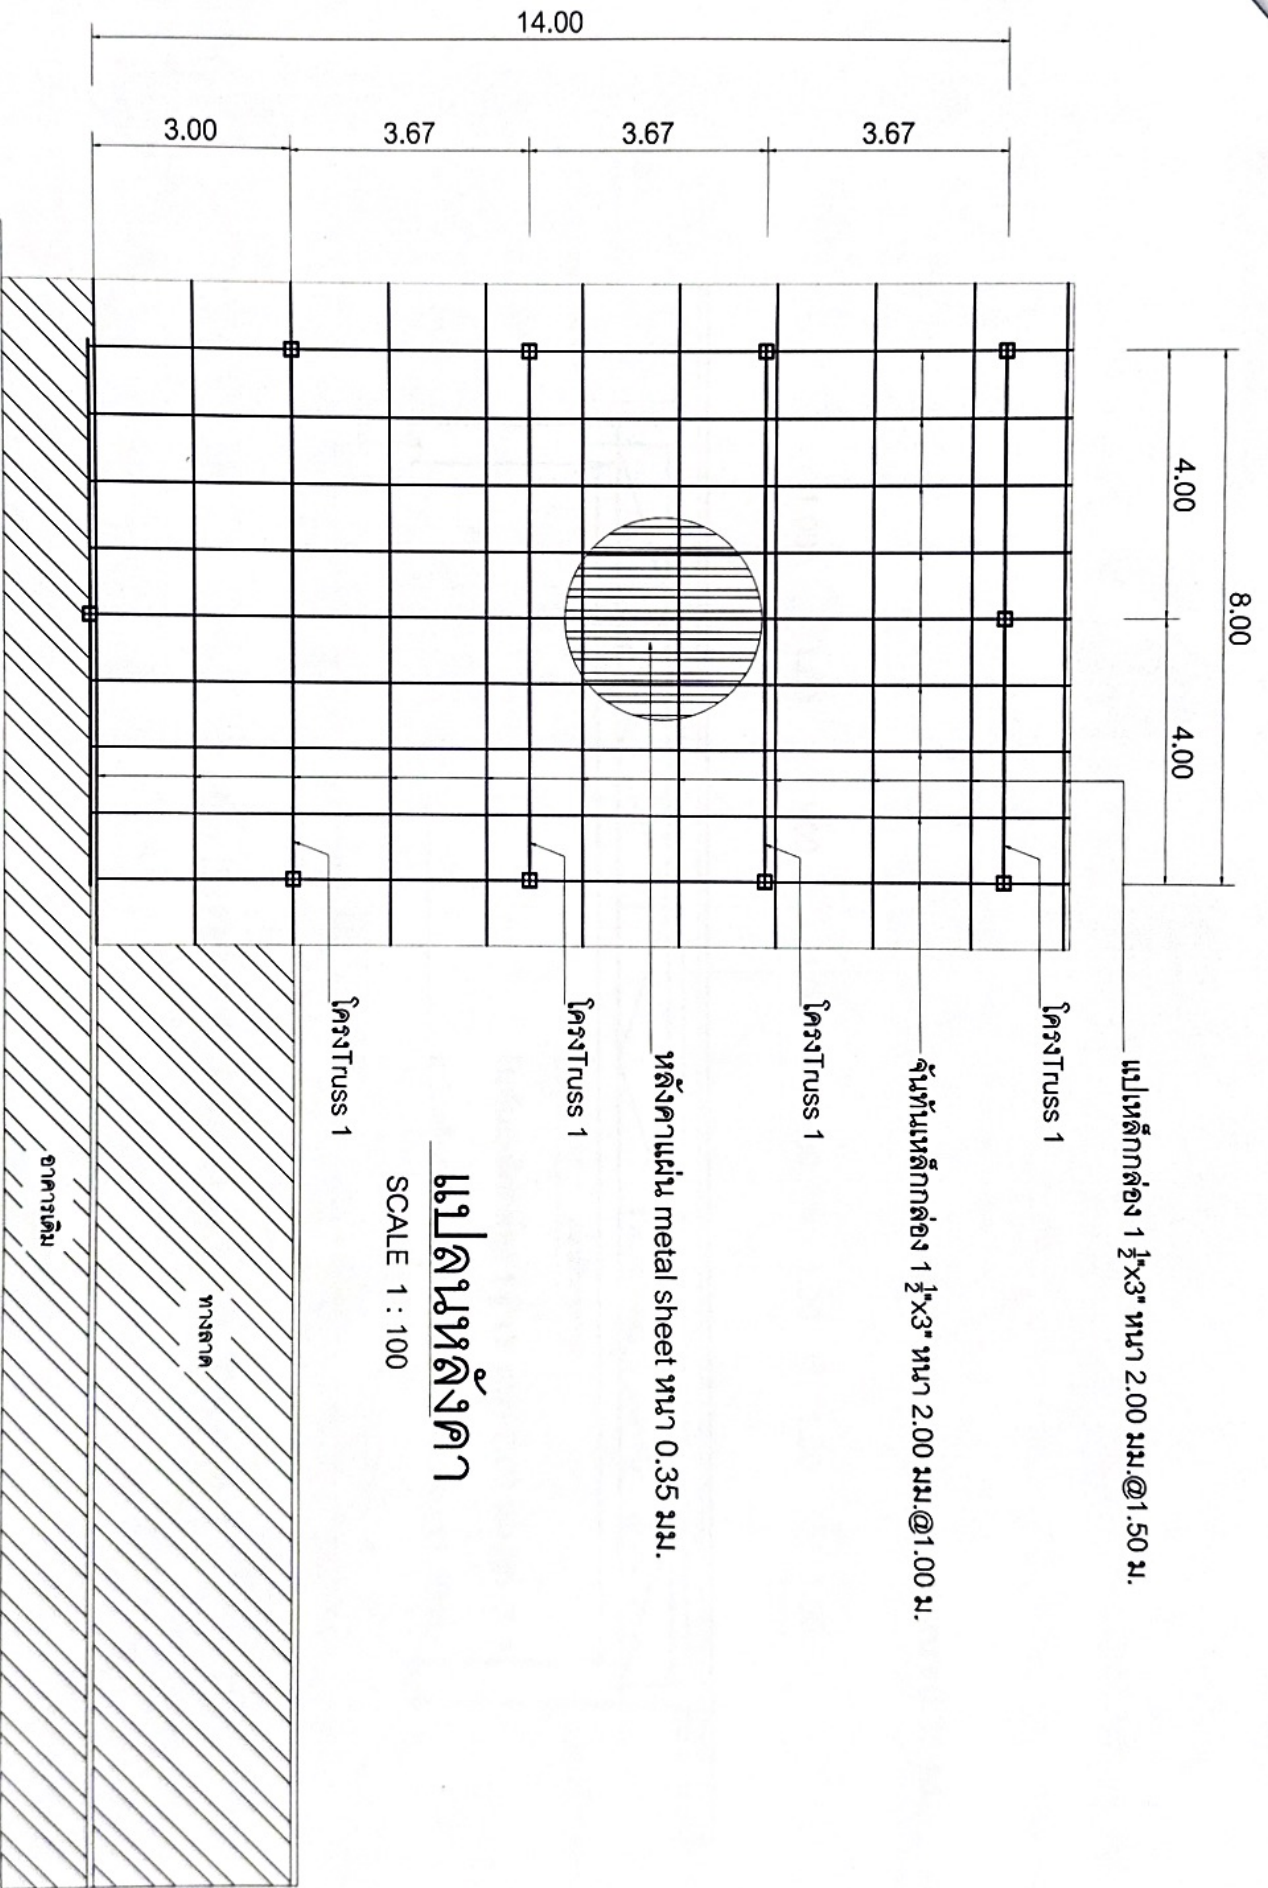 14.00
3.00
3.67
3.67
3.67
8.00
4.00
4.00
แปเหล็กกล่อง 1 ½"x3" หนา 2.00 มม.@1.50 ม.
โครงTruss 1
จันทันเหล็กกล่อง 1 ½"x3" หนา 2.00 มม.@1.00 ม.
โครงTruss 1
หลังคาแผ่น metal sheet หนา 0.35 มม.
โครงTruss 1
โครงTruss 1
แปลนหลังคา
SCALE 1 : 100
ทางลาด
อาคารเดิม